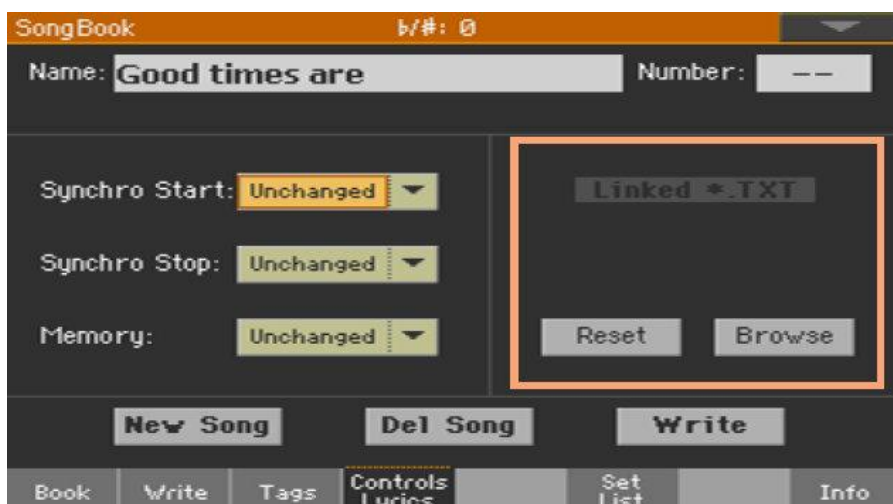 SongBook ♭/#: 0
Name: Good times are Number: --
Synchro Start: Unchanged Linked *.TXT
Synchro Stop: Unchanged
Memory: Unchanged Reset Browse
New Song Del Song Write
Book Write Tags Controls Lyrics Set List Info